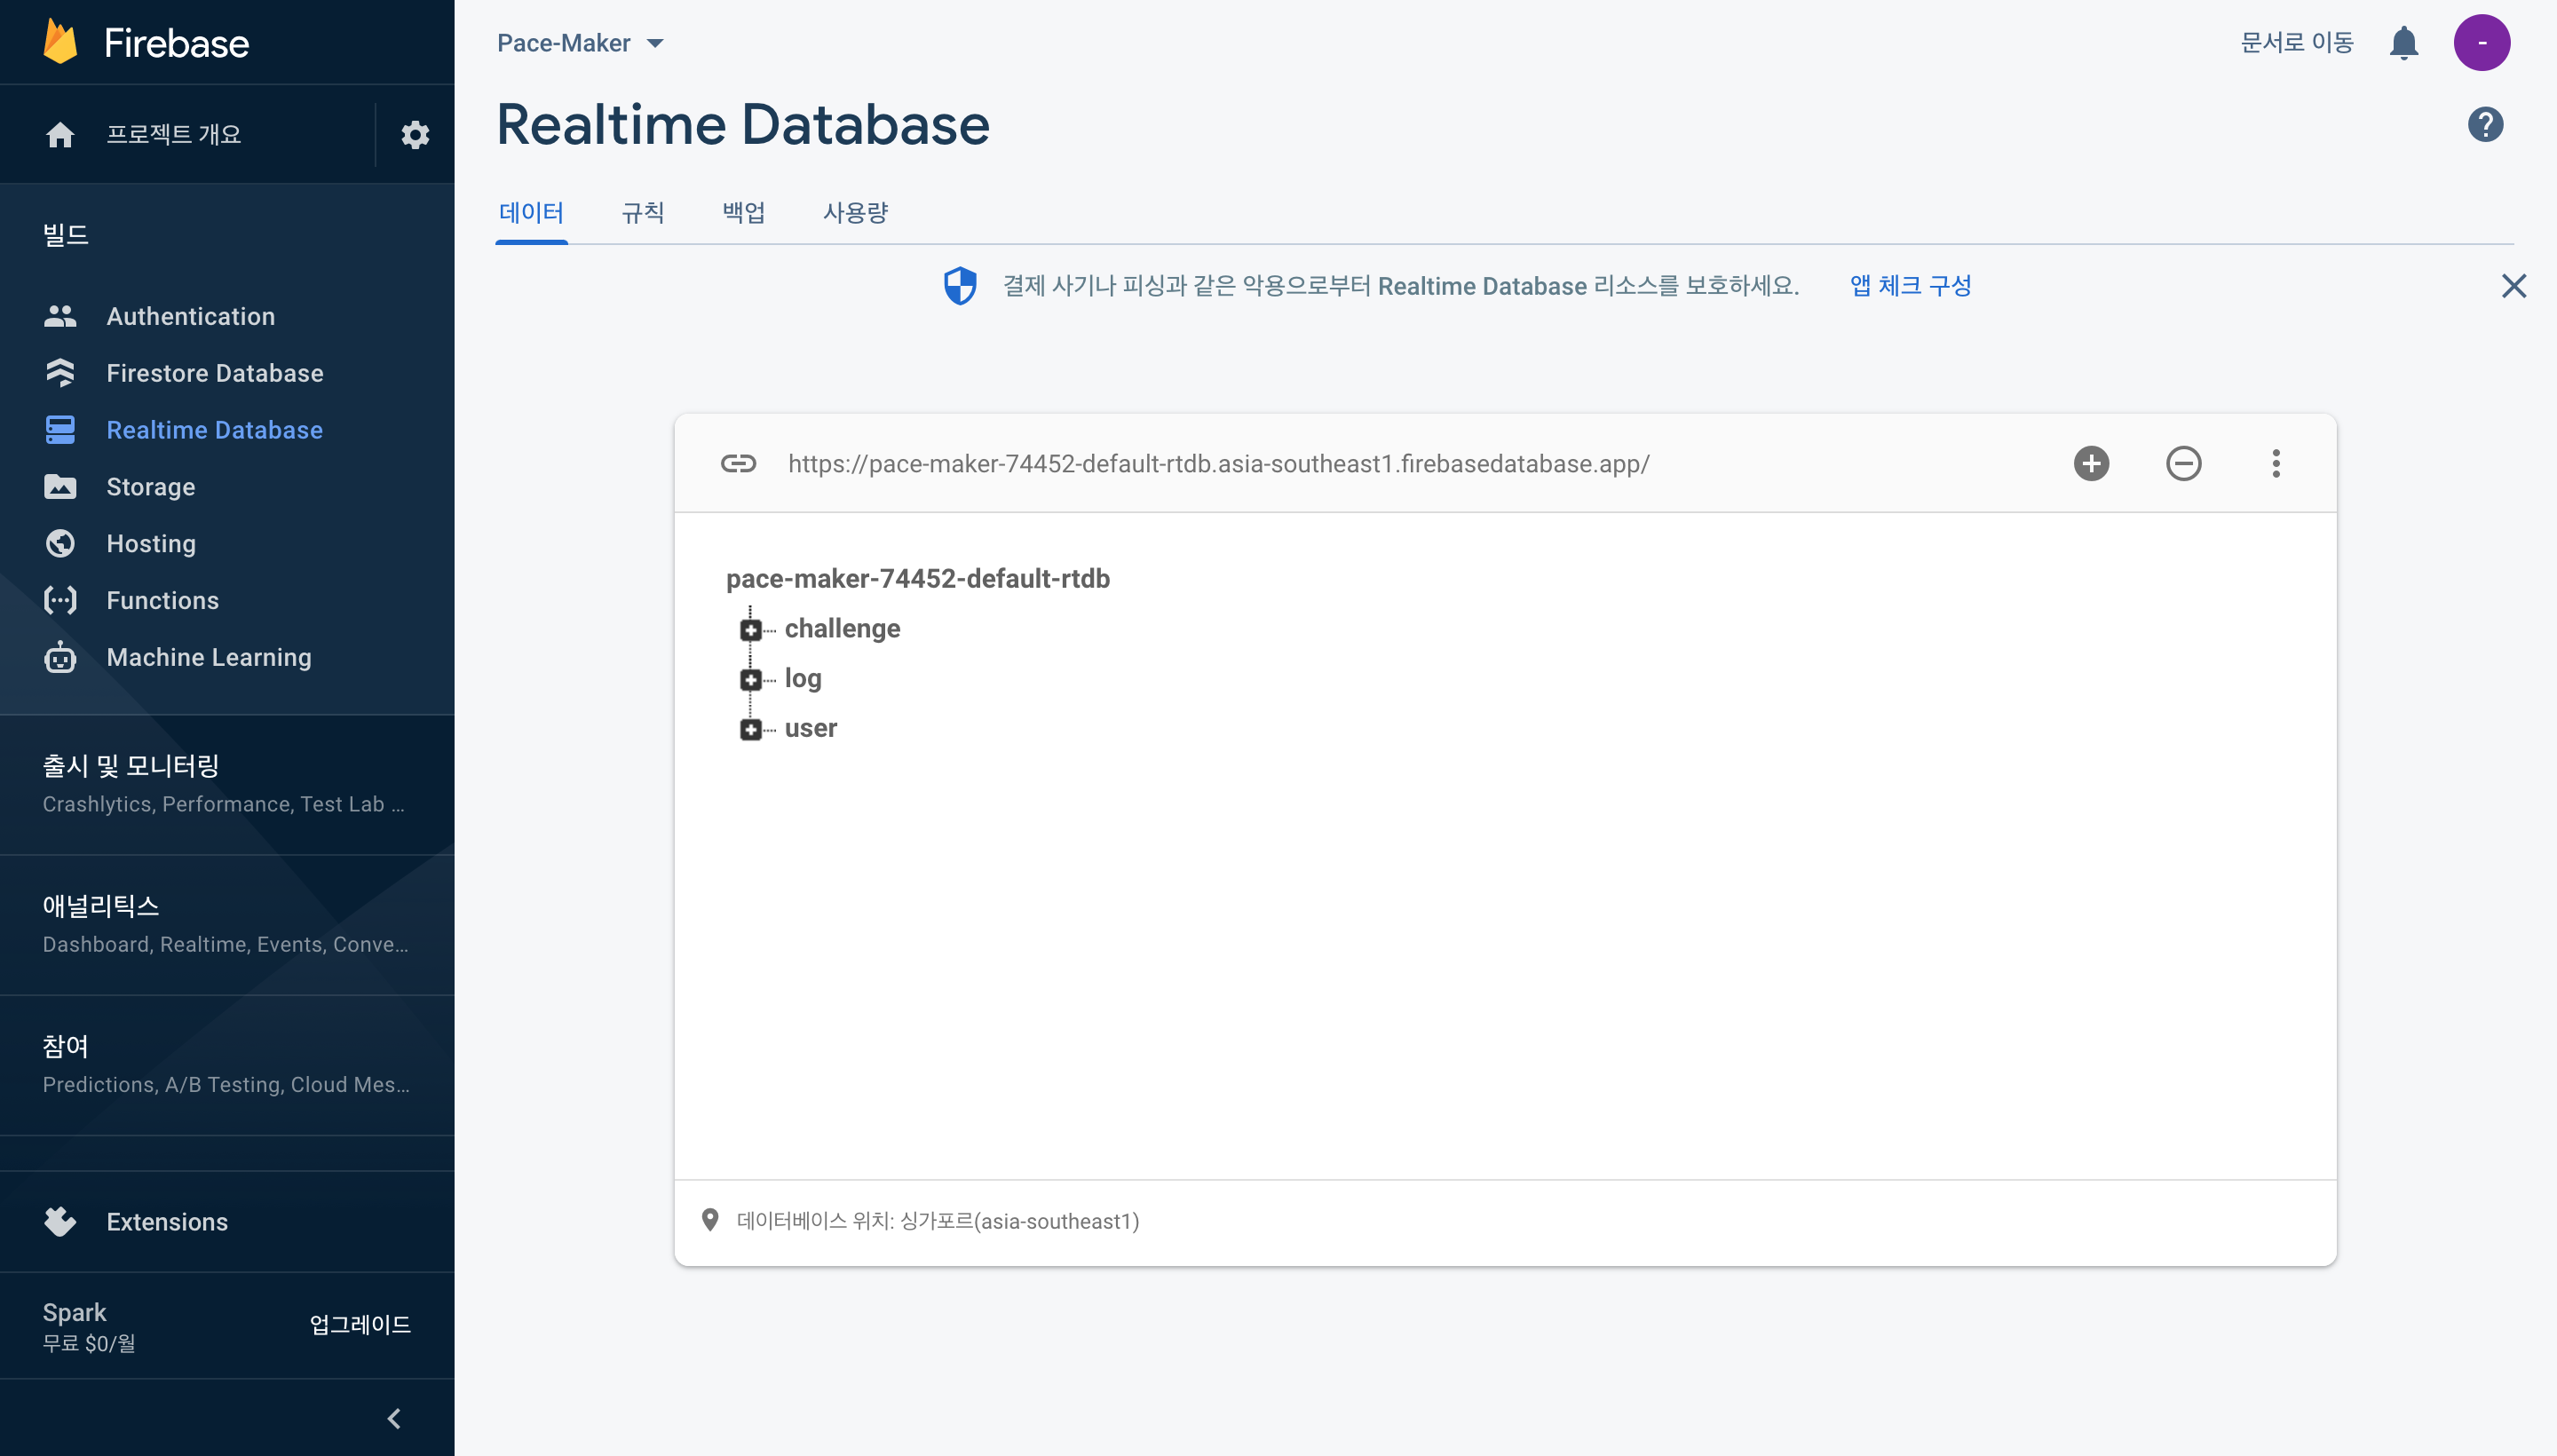 Firebase
프로젝트 개요
빌드
Authentication
Firestore Database
Realtime Database
Storage
Hosting
Functions
Machine Learning
출시 및 모니터링
Crashlytics, Performance, Test Lab ...
애널리틱스
Dashboard, Realtime, Events, Conve...
참여
Predictions, A/B Testing, Cloud Mes...
Extensions
Spark
무료 $0/월
업그레이드
Pace-Maker
문서로 이동
-
Realtime Database
데이터 규칙 백업 사용량
결제 사기나 피싱과 같은 악용으로부터 Realtime Database 리소스를 보호하세요. 앱 체크 구성
https://pace-maker-74452-default-rtdb.asia-southeast1.firebasedatabase.app/
pace-maker-74452-default-rtdb
challenge
log
user
데이터베이스 위치: 싱가포르(asia-southeast1)